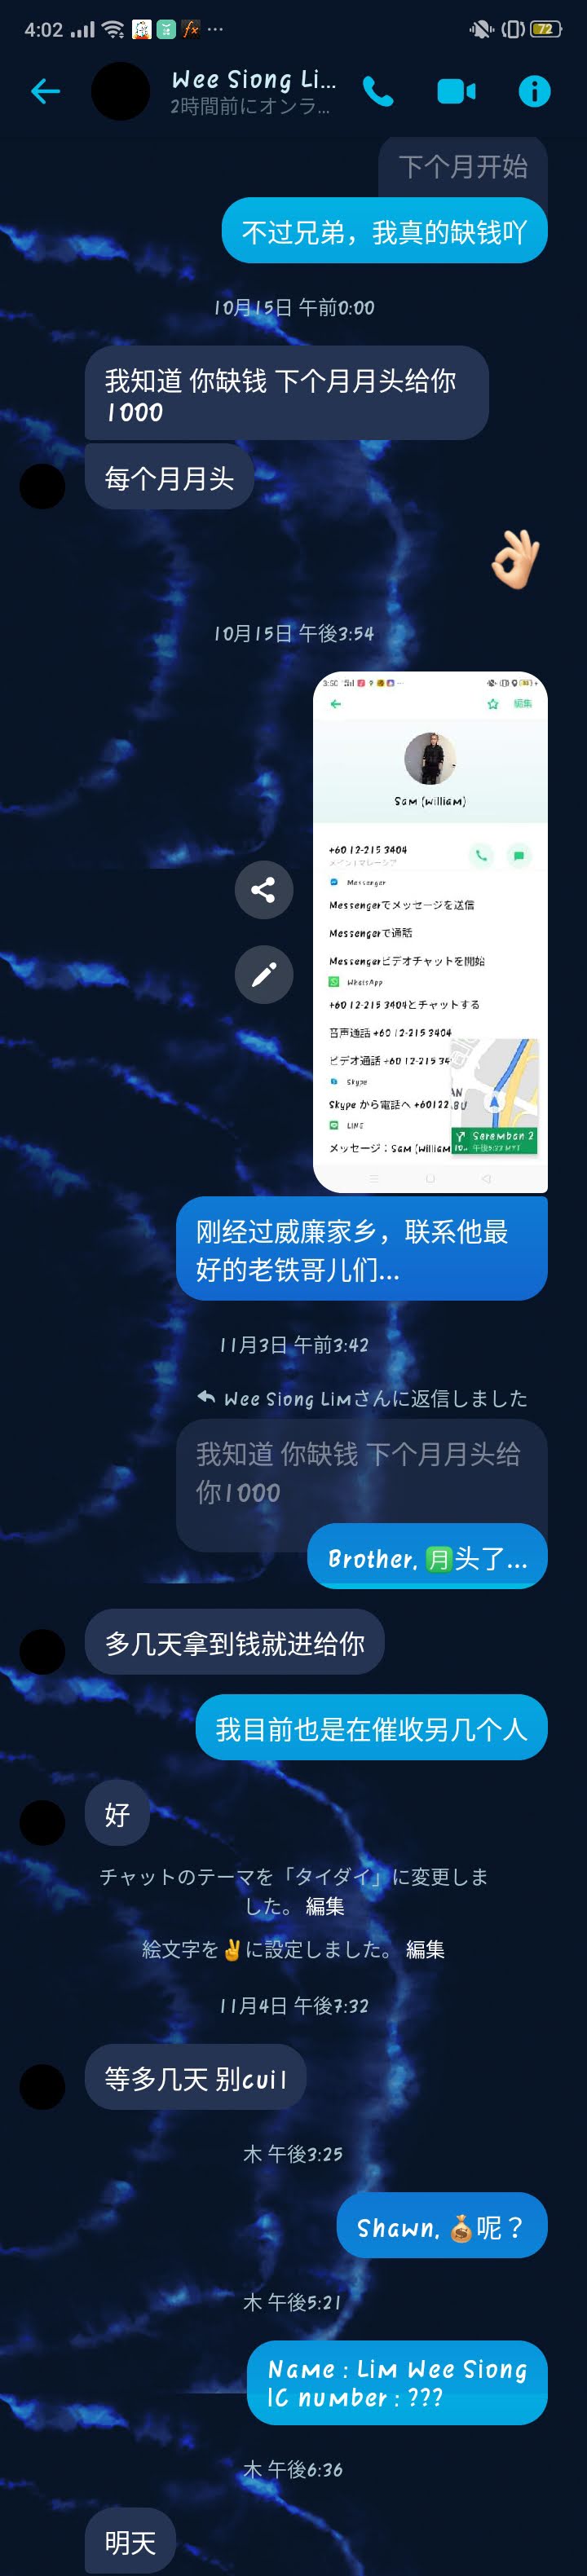 4:02
72
Wee Siong Li...
2時間前にオンラ...
下个月开始
不过兄弟，我真的缺钱吖
10月15日 午前0:00
我知道 你缺钱 下个月月头给你
1000
每个月月头
👌🏻
10月15日 午後3:54
3:50
編集
Sam (william)
+60 12-215 3404
メイン | マレーシア
Messenger
Messengerでメッセージを送信
Messengerで通話
Messengerビデオチャットを開始
WhatsApp
+60 12-215 3404とチャットする
音声通話 +60 12-215 3404
ビデオ通話 +60 12-215 34
Skype
Skype から電話へ +60122
LINE
メッセージ：Sam (william
Seremban 2
刚经过威廉家乡，联系他最
好的老铁哥儿们...
11月3日 午前3:42
Wee Siong Limさんに返信しました
我知道 你缺钱 下个月月头给
你1000
Brother, 🈷️头了...
多几天拿到钱就进给你
我目前也是在催收另几个人
好
チャットのテーマを「タイダイ」に変更しま
した。 編集
絵文字を✌に設定しました。 編集
11月4日 午後7:32
等多几天 别cui1
木 午後3:25
Shawn, 💰呢？
木 午後5:21
Name : Lim Wee Siong
IC number : ???
木 午後6:36
明天